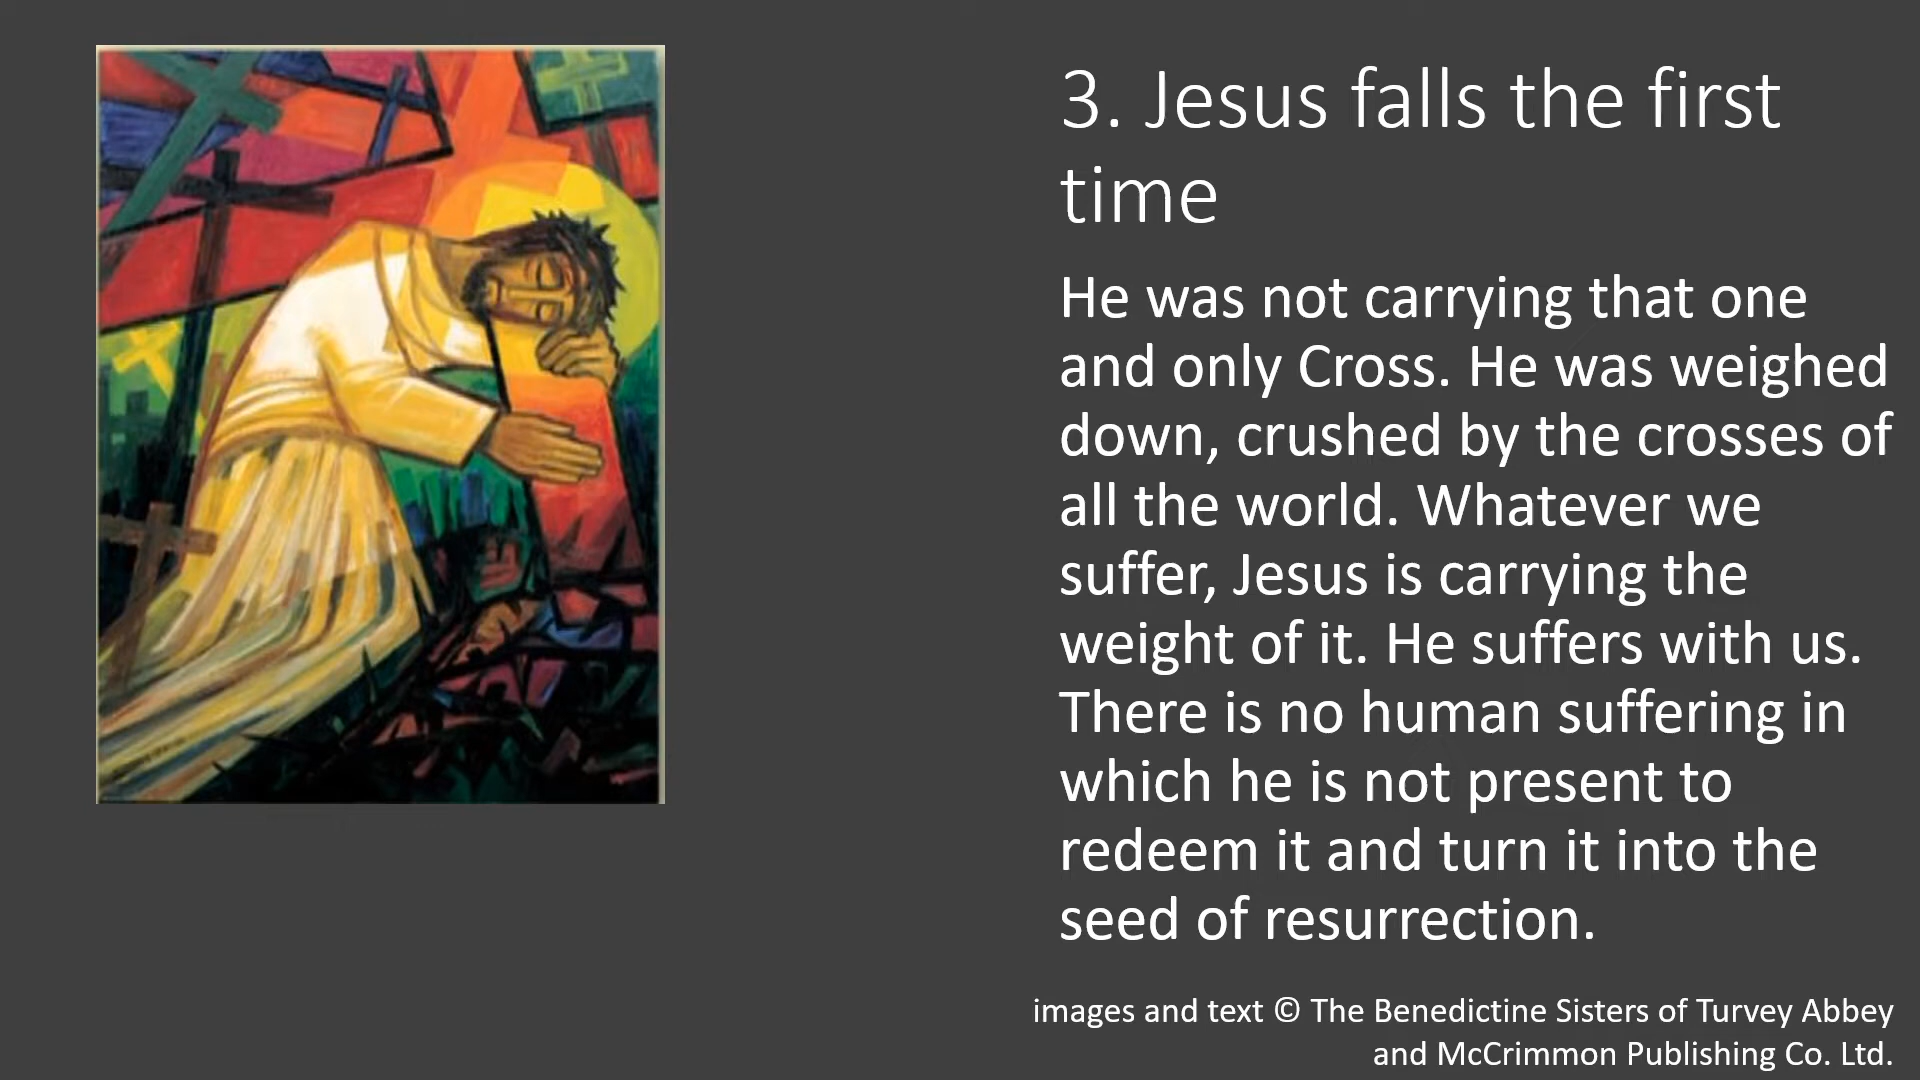 3. Jesus falls the first
time
He was not carrying that one
and only Cross. He was weighed
down, crushed by the crosses of
all the world. Whatever we
suffer, Jesus is carrying the
weight of it. He suffers with us.
There is no human suffering in
which he is not present to
redeem it and turn it into the
seed of resurrection.
images and text © The Benedictine Sisters of Turvey Abbey
and McCrimmon Publishing Co. Ltd.